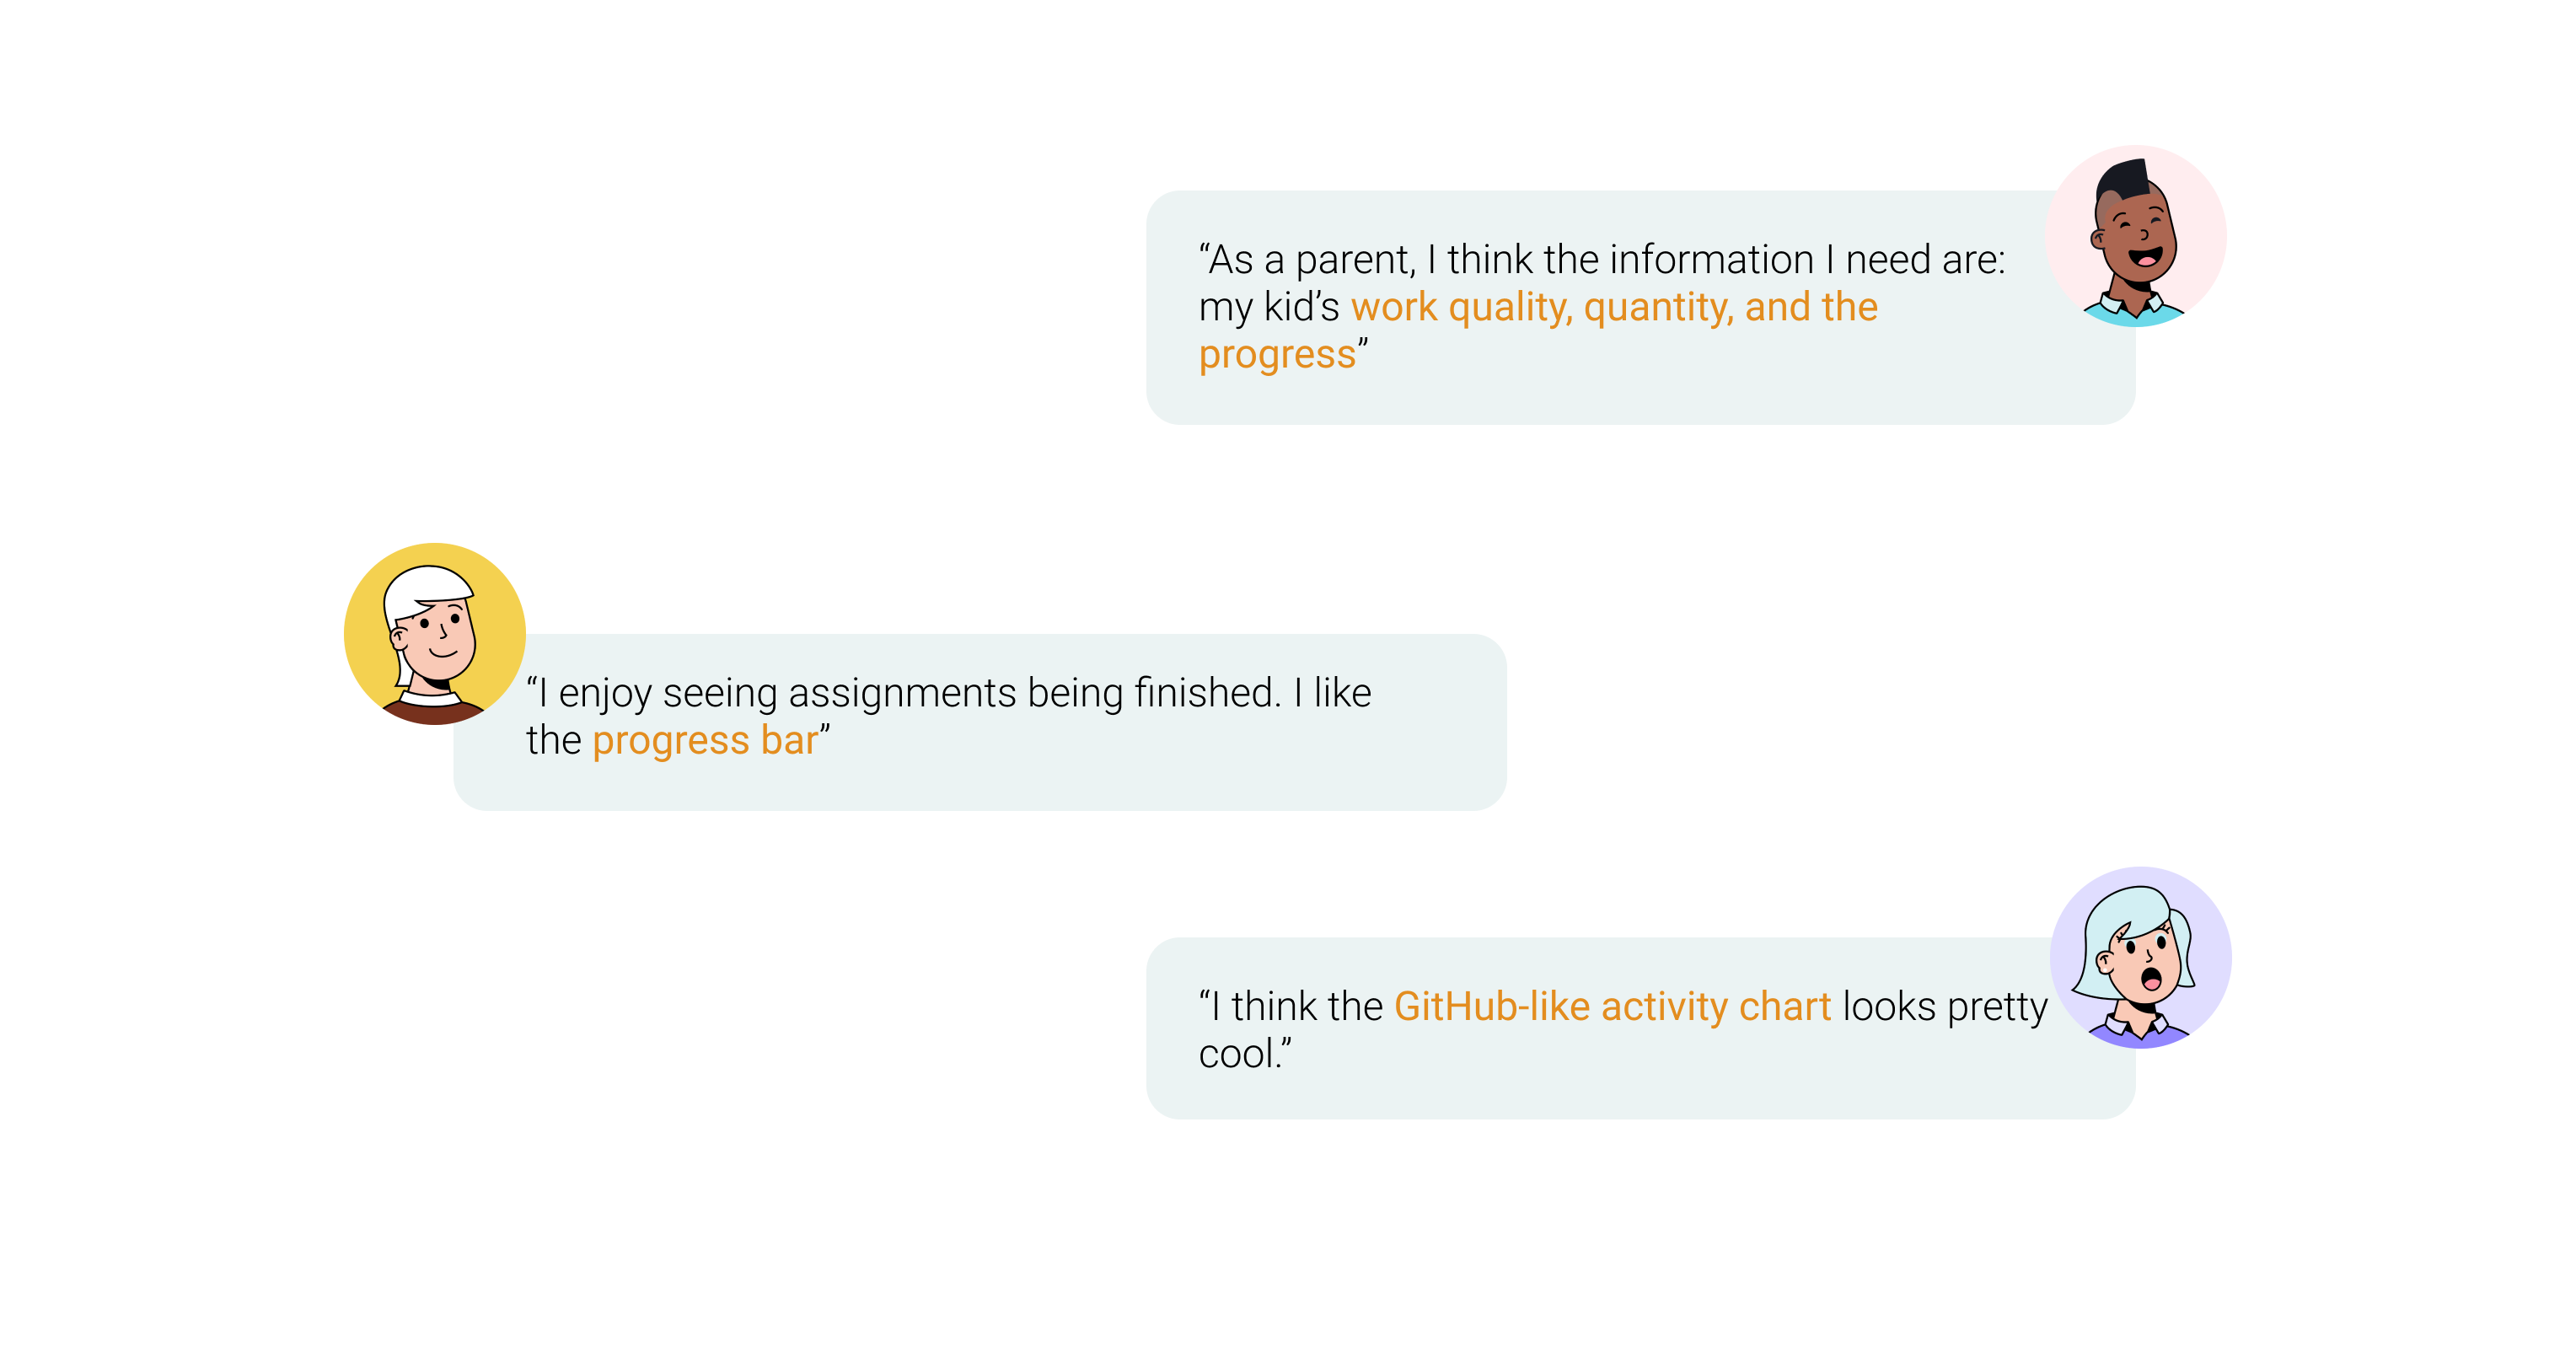 “As a parent, I think the information I need are:
my kid’s work quality, quantity, and the
progress”
“I enjoy seeing assignments being finished. I like
the progress bar”
“I think the GitHub-like activity chart looks pretty
cool.”